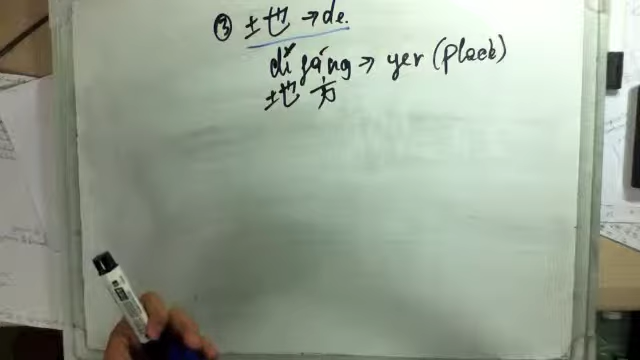 ③ 地 → de.
dì fáng → yer (place)
地 方